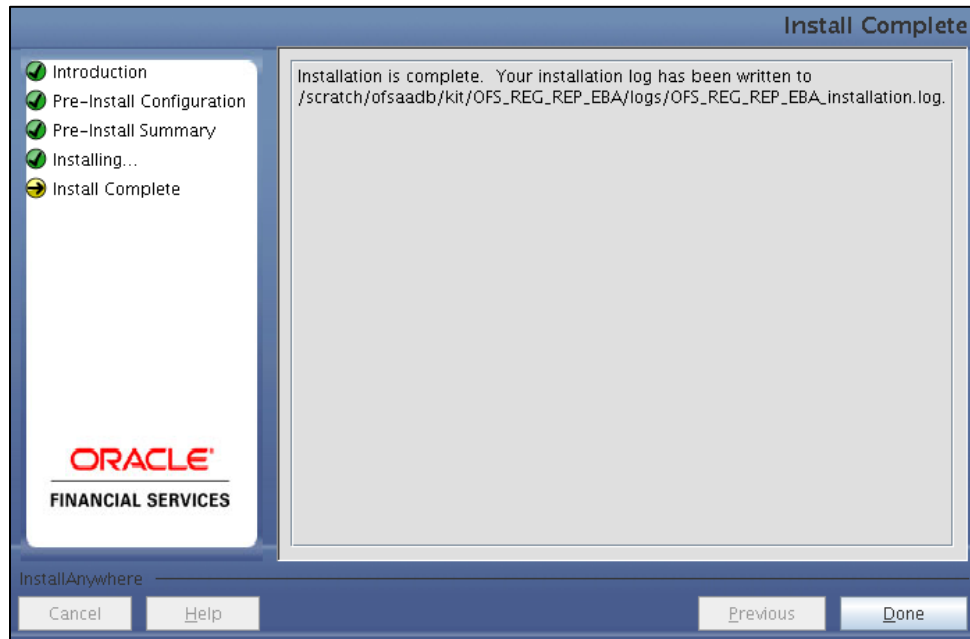 Install Complete
Introduction
Pre-Install Configuration
Pre-Install Summary
Installing...
Install Complete
Installation is complete. Your installation log has been written to
/scratch/ofsaadb/kit/OFS_REG_REP_EBA/logs/OFS_REG_REP_EBA_installation.log.
ORACLE
FINANCIAL SERVICES
InstallAnywhere
Cancel
Help
Previous
Done